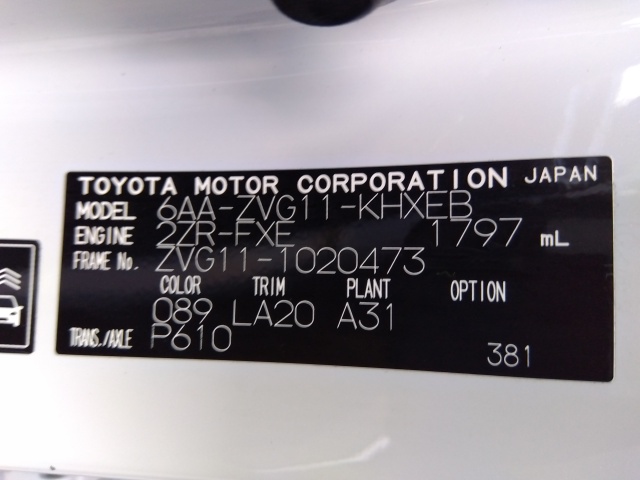 TOYOTA MOTOR CORPORATION JAPAN
MODEL 6AA-ZVG11-KHXEB
ENGINE 2ZR-FXE 1797 mL
FRAME No. ZVG11-1020473
COLOR TRIM PLANT OPTION
089 LA20 A31
TRANS./AXLE P610
381